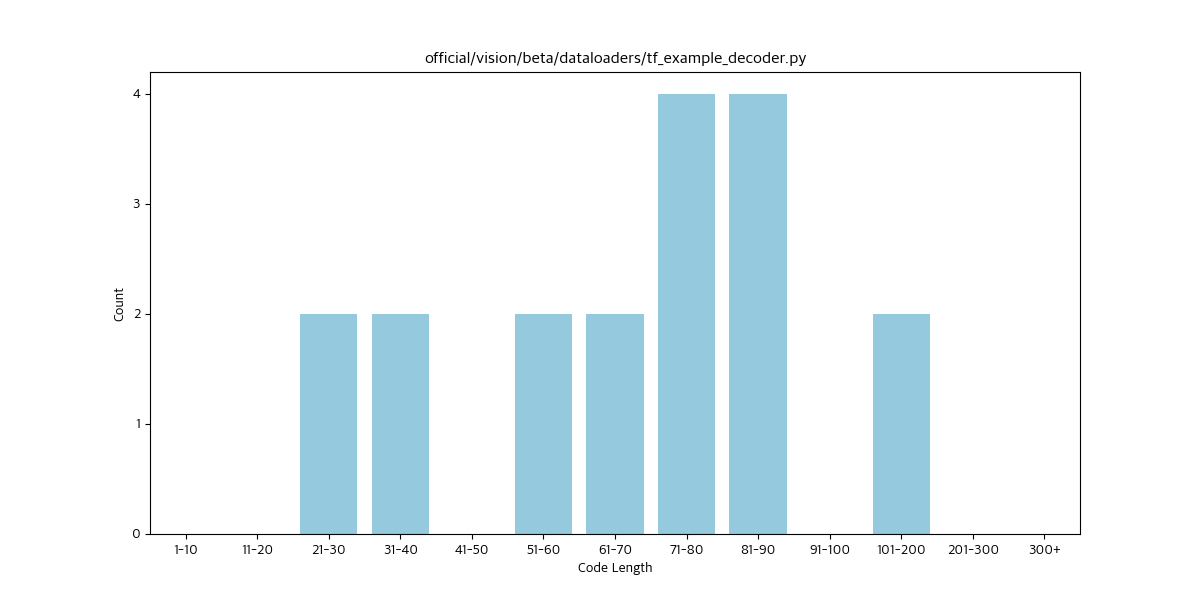 official/vision/beta/dataloaders/tf_example_decoder.py
4
3
2
1
0
Count
1-10 11-20 21-30 31-40 41-50 51-60 61-70 71-80 81-90 91-100 101-200 201-300 300+
Code Length